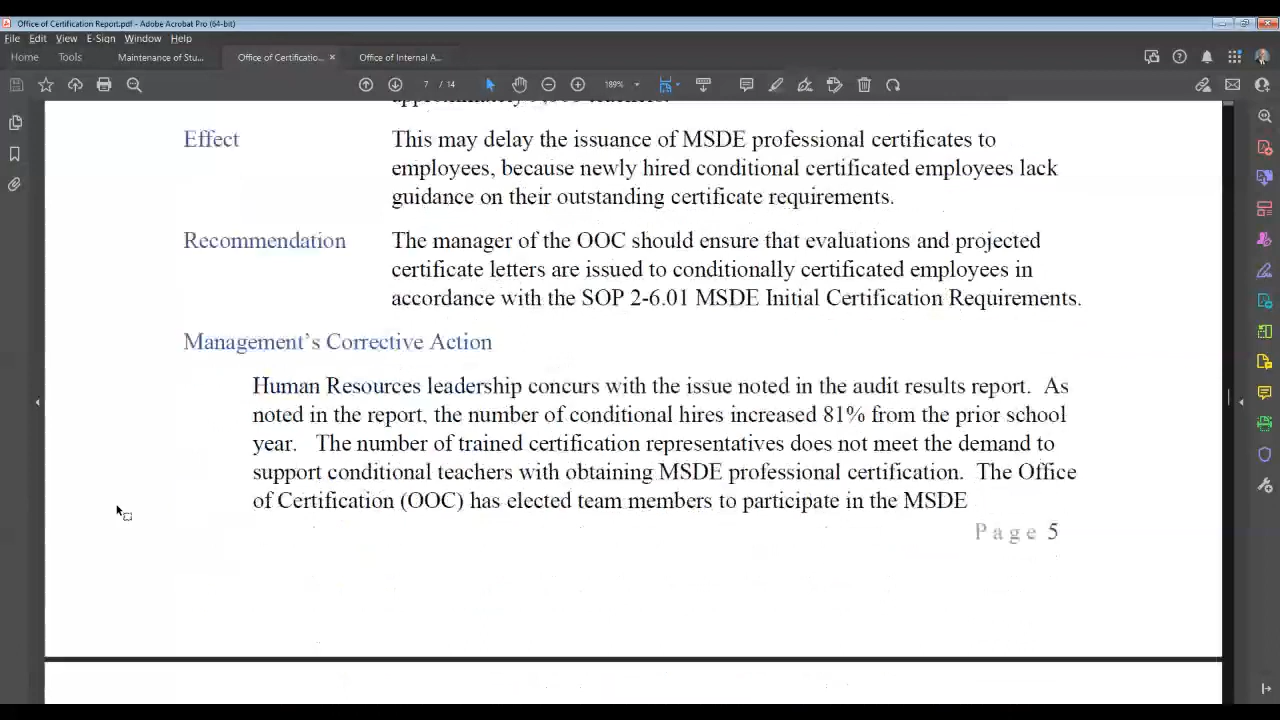 Office of Certification Report.pdf - Adobe Acrobat Pro (64-bit)
File Edit View E-Sign Window Help
Home Tools Maintenance of Stu... Office of Certificatio... × Office of Internal A...
7 / 14 189%
Effect This may delay the issuance of MSDE professional certificates to
employees, because newly hired conditional certificated employees lack
guidance on their outstanding certificate requirements.
Recommendation The manager of the OOC should ensure that evaluations and projected
certificate letters are issued to conditionally certificated employees in
accordance with the SOP 2-6.01 MSDE Initial Certification Requirements.
Management's Corrective Action
Human Resources leadership concurs with the issue noted in the audit results report. As
noted in the report, the number of conditional hires increased 81% from the prior school
year. The number of trained certification representatives does not meet the demand to
support conditional teachers with obtaining MSDE professional certification. The Office
of Certification (OOC) has elected team members to participate in the MSDE
Page 5